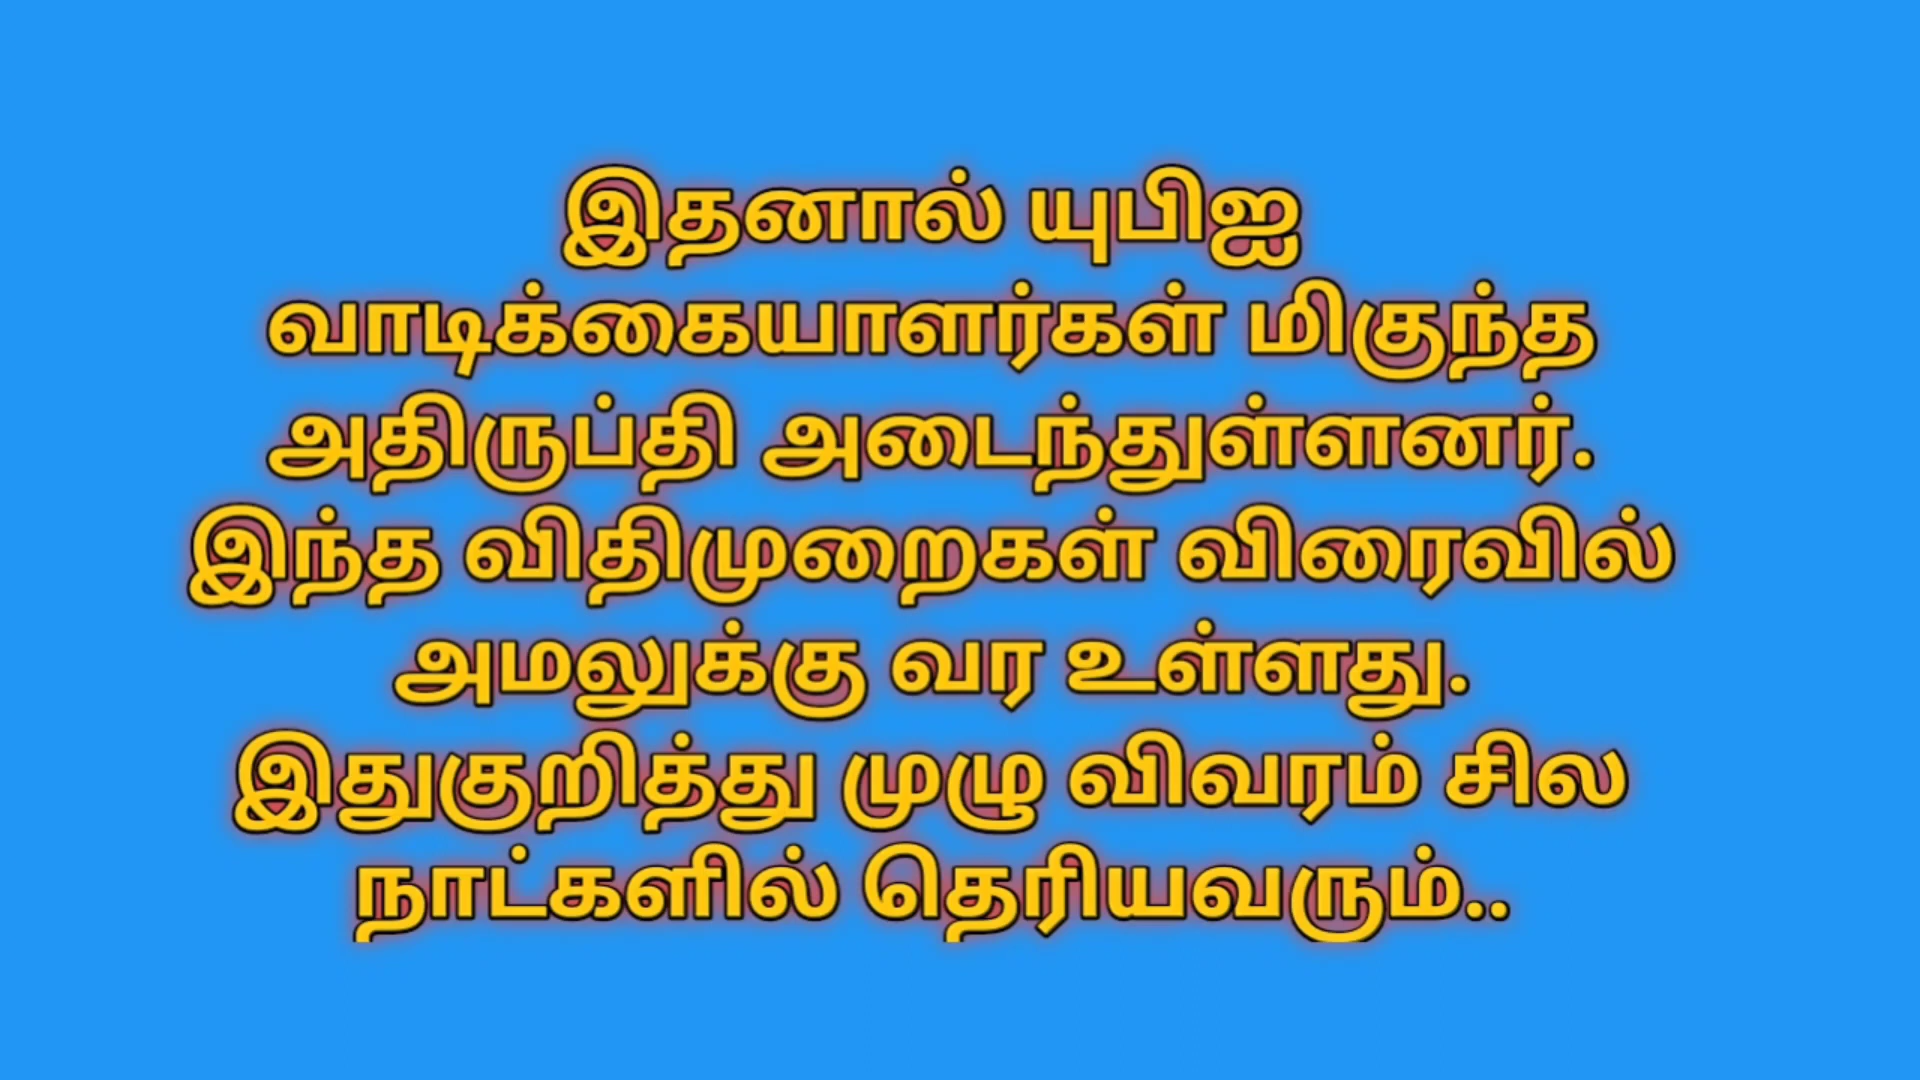 இதனால் யுபிஐ
வாடிக்கையாளர்கள் மிகுந்த
அதிருப்தி அடைந்துள்ளனர்.
இந்த விதிமுறைகள் விரைவில்
அமலுக்கு வர உள்ளது.
இதுகுறித்து முழு விவரம் சில
நாட்களில் தெரியவரும்..